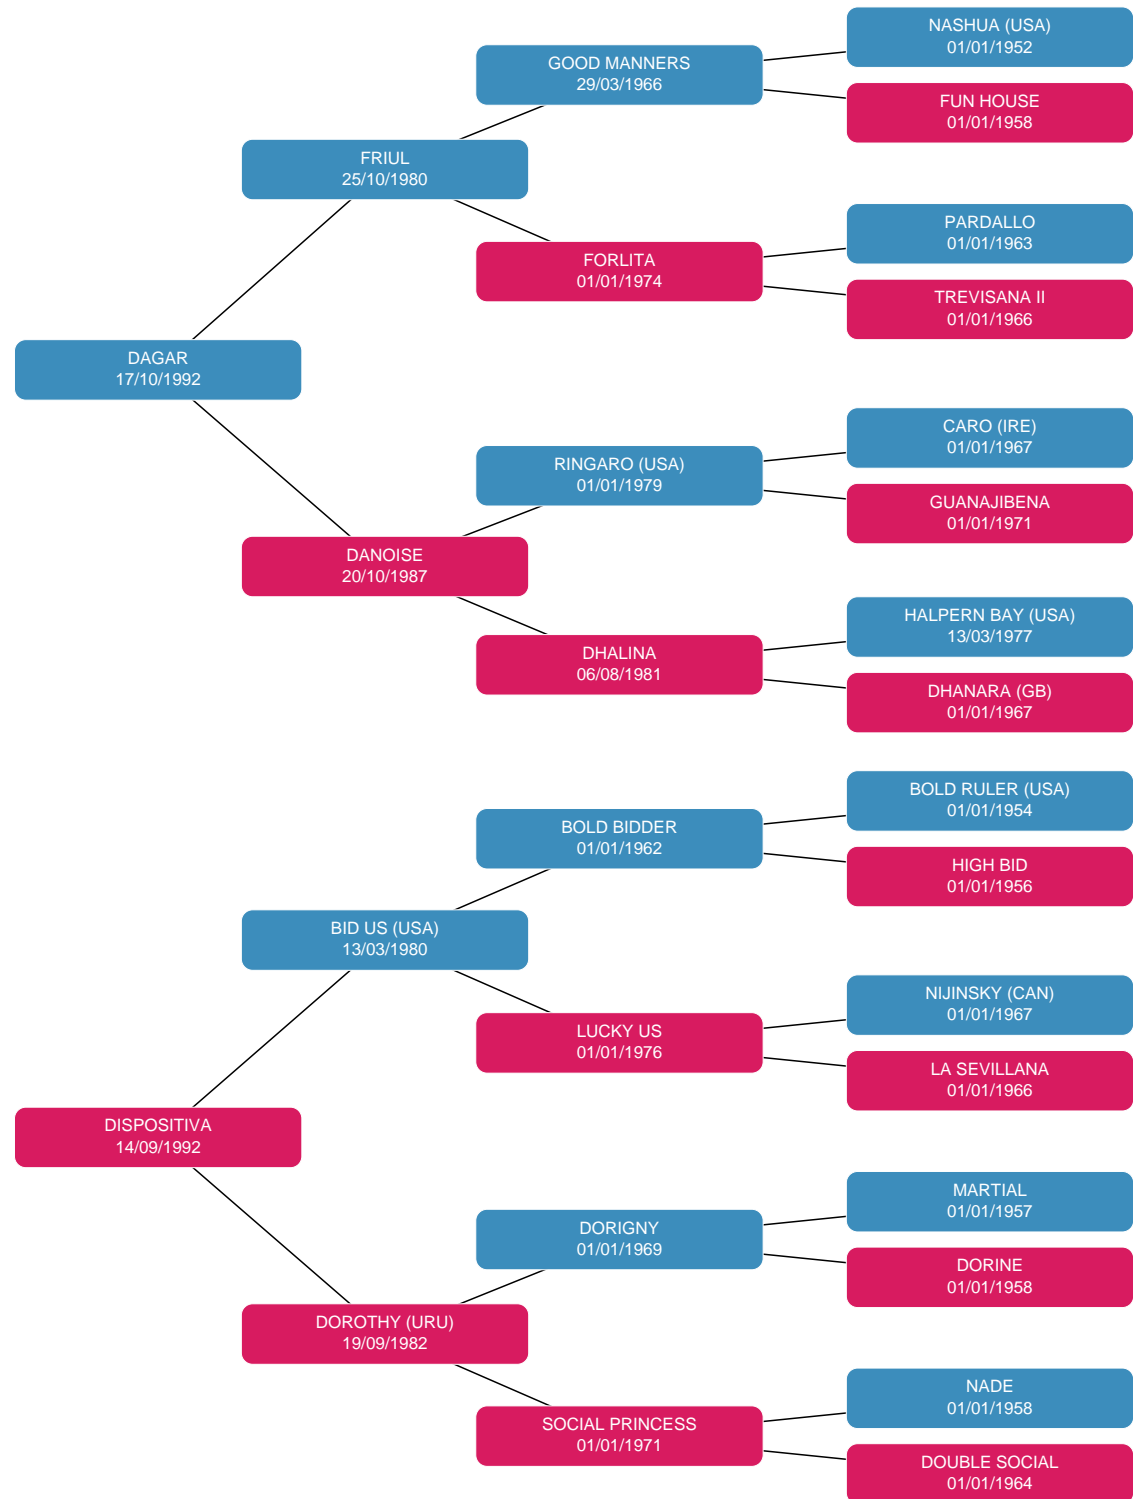 NASHUA (USA)
01/01/1952
GOOD MANNERS
29/03/1966
FUN HOUSE
01/01/1958
FRIUL
25/10/1980
PARDALLO
01/01/1963
FORLITA
01/01/1974
TREVISANA II
01/01/1966
DAGAR
17/10/1992
CARO (IRE)
01/01/1967
RINGARO (USA)
01/01/1979
GUANAJIBENA
01/01/1971
DANOISE
20/10/1987
HALPERN BAY (USA)
13/03/1977
DHALINA
06/08/1981
DHANARA (GB)
01/01/1967
BOLD RULER (USA)
01/01/1954
BOLD BIDDER
01/01/1962
HIGH BID
01/01/1956
BID US (USA)
13/03/1980
NIJINSKY (CAN)
01/01/1967
LUCKY US
01/01/1976
LA SEVILLANA
01/01/1966
DISPOSITIVA
14/09/1992
MARTIAL
01/01/1957
DORIGNY
01/01/1969
DORINE
01/01/1958
DOROTHY (URU)
19/09/1982
NADE
01/01/1958
SOCIAL PRINCESS
01/01/1971
DOUBLE SOCIAL
01/01/1964